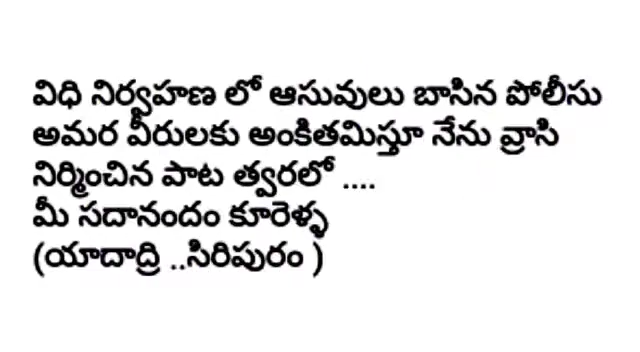 విధి నిర్వహణ లో ఆసువులు బాసిన పోలీసు
అమర వీరులకు అంకితమిస్తూ నేను వ్రాసి
నిర్మించిన పాట త్వరలో ....
మీ సదానందం కూరెళ్ళ
(యాదాద్రి ..సిరిపురం )